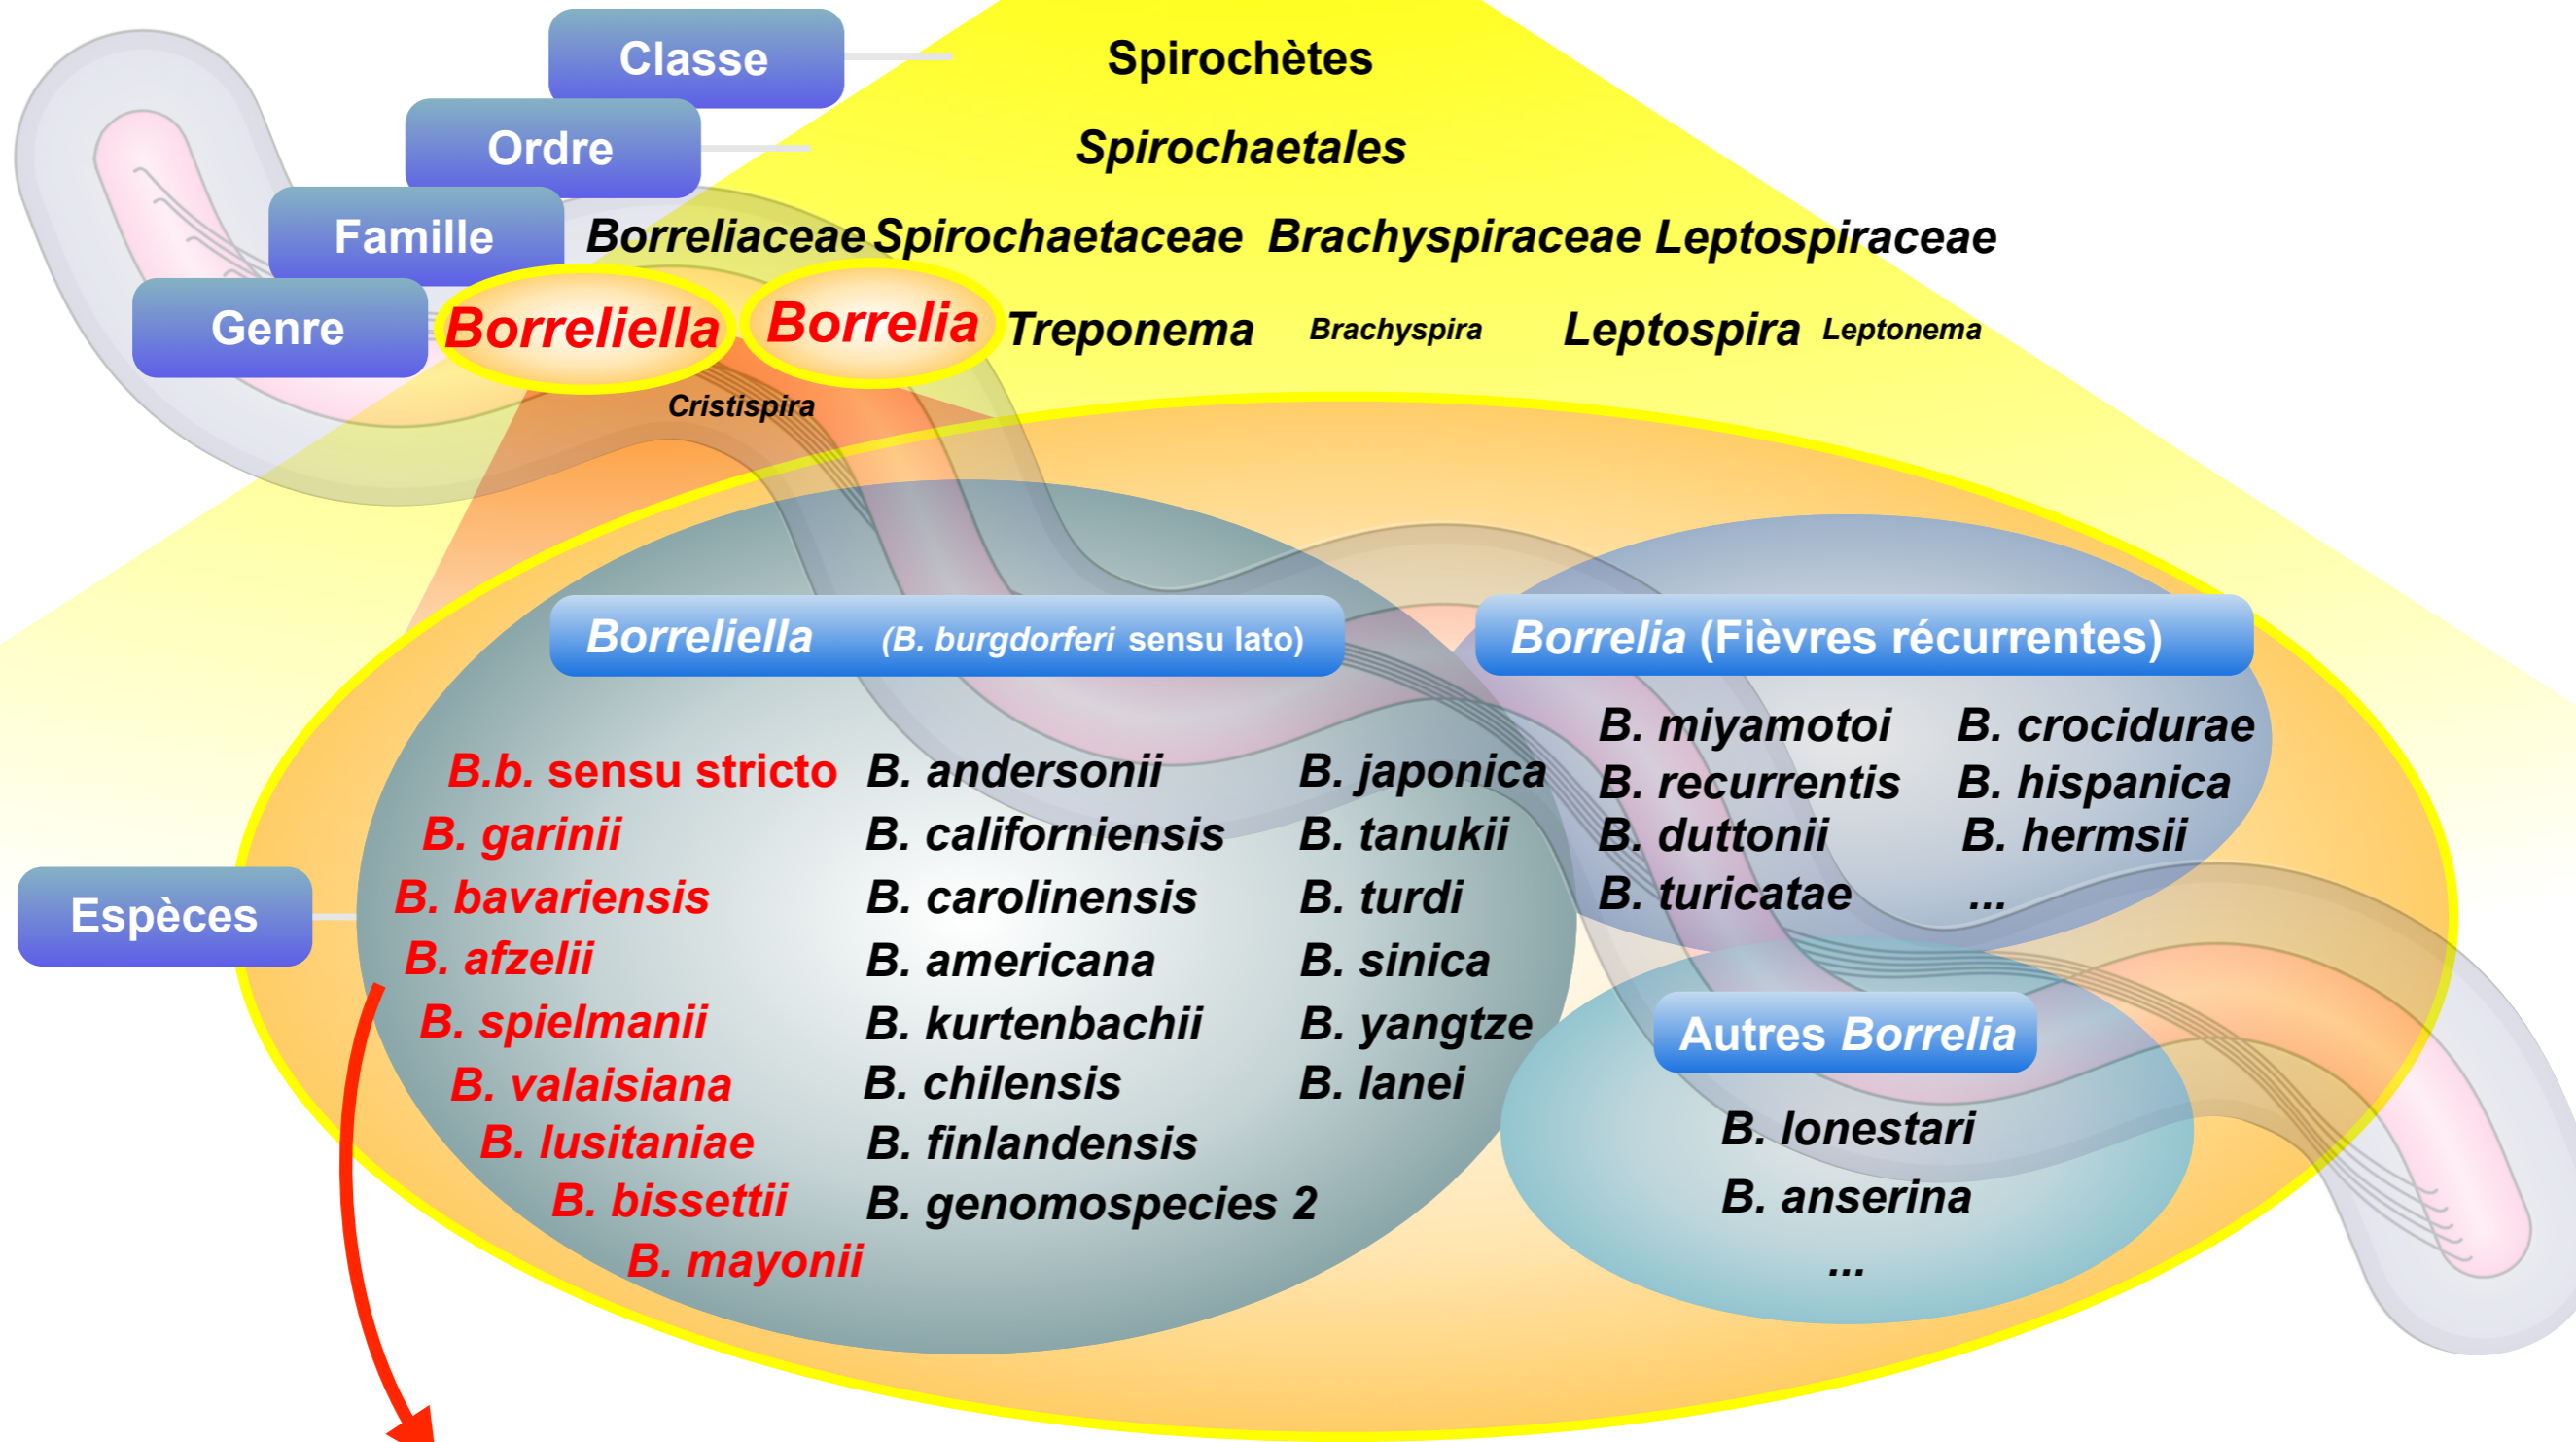 Classe Spirochètes
Ordre Spirochaetales
Famille Borreliaceae Spirochaetaceae Brachyspiraceae Leptospiraceae
Genre Borreliella Borrelia Treponema Brachyspira Leptospira Leptonema
Cristispira
Borreliella (B. burgdorferi sensu lato)
B.b. sensu stricto B. andersonii B. japonica
B. garinii B. californiensis B. tanukii
B. bavariensis B. carolinensis B. turdi
B. afzelii B. americana B. sinica
B. spielmanii B. kurtenbachii B. yangtze
B. valaisiana B. chilensis B. lanei
B. lusitaniae B. finlandensis
B. bissettii B. genomospecies 2
B. mayonii
Borrelia (Fièvres récurrentes)
B. miyamotoi B. crocidurae
B. recurrentis B. hispanica
B. duttonii B. hermsii
B. turicatae ...
Espèces
Autres Borrelia
B. lonestari
B. anserina
...